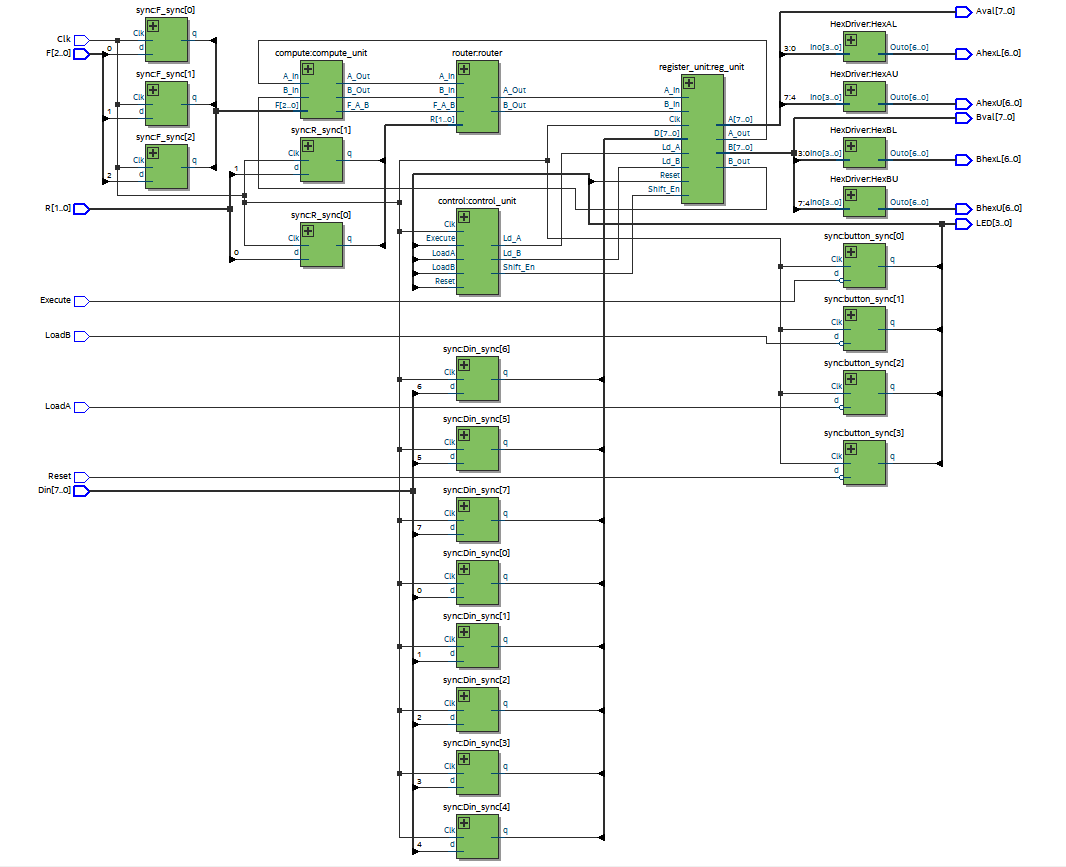 sync:F_sync[0]
Clk
d
q
Clk
F[2..0]
0
sync:F_sync[1]
Clk
d
q
1
sync:F_sync[2]
Clk
d
q
2
R[1..0]
compute:compute_unit
A_In
B_In
F[2..0]
A_Out
B_Out
F_A_B
sync:R_sync[1]
Clk
d
q
1
sync:R_sync[0]
Clk
d
q
0
router:router
A_In
B_In
F_A_B
R[1..0]
A_Out
B_Out
control:control_unit
Clk
Execute
LoadA
LoadB
Reset
Ld_A
Ld_B
Shift_En
register_unit:reg_unit
A_In
B_In
Clk
D[7..0]
Ld_A
Ld_B
Reset
Shift_En
A[7..0]
A_out
B[7..0]
B_out
Aval[7..0]
HexDriver:HexAL
3:0
In0[3..0]
Out0[6..0]
AhexL[6..0]
HexDriver:HexAU
7:4
In0[3..0]
Out0[6..0]
AhexU[6..0]
Bval[7..0]
HexDriver:HexBL
3:0
In0[3..0]
Out0[6..0]
BhexL[6..0]
HexDriver:HexBU
7:4
In0[3..0]
Out0[6..0]
BhexU[6..0]
LED[3..0]
sync:button_sync[0]
Clk
d
q
sync:button_sync[1]
Clk
d
q
sync:button_sync[2]
Clk
d
q
sync:button_sync[3]
Clk
d
q
Execute
LoadB
LoadA
Reset
Din[7..0]
sync:Din_sync[6]
Clk
d
q
6
sync:Din_sync[5]
Clk
d
q
5
sync:Din_sync[7]
Clk
d
q
7
sync:Din_sync[0]
Clk
d
q
0
sync:Din_sync[1]
Clk
d
q
1
sync:Din_sync[2]
Clk
d
q
2
sync:Din_sync[3]
Clk
d
q
3
sync:Din_sync[4]
Clk
d
q
4